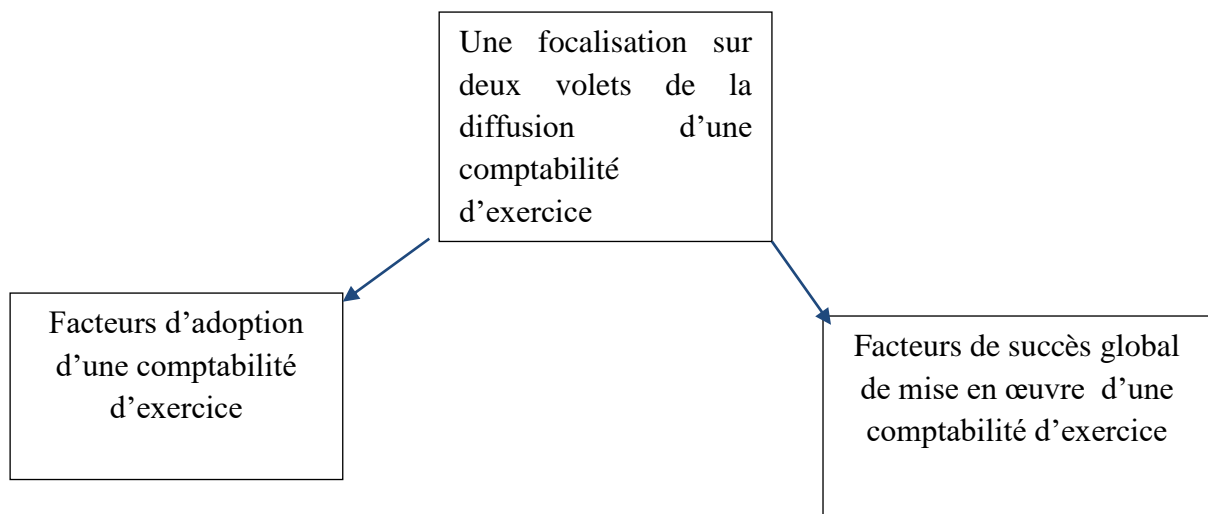 Une focalisation sur
deux volets de la
diffusion d’une
comptabilité
d’exercice
Facteurs d’adoption
d’une comptabilité
d’exercice
Facteurs de succès global
de mise en œuvre d’une
comptabilité d’exercice